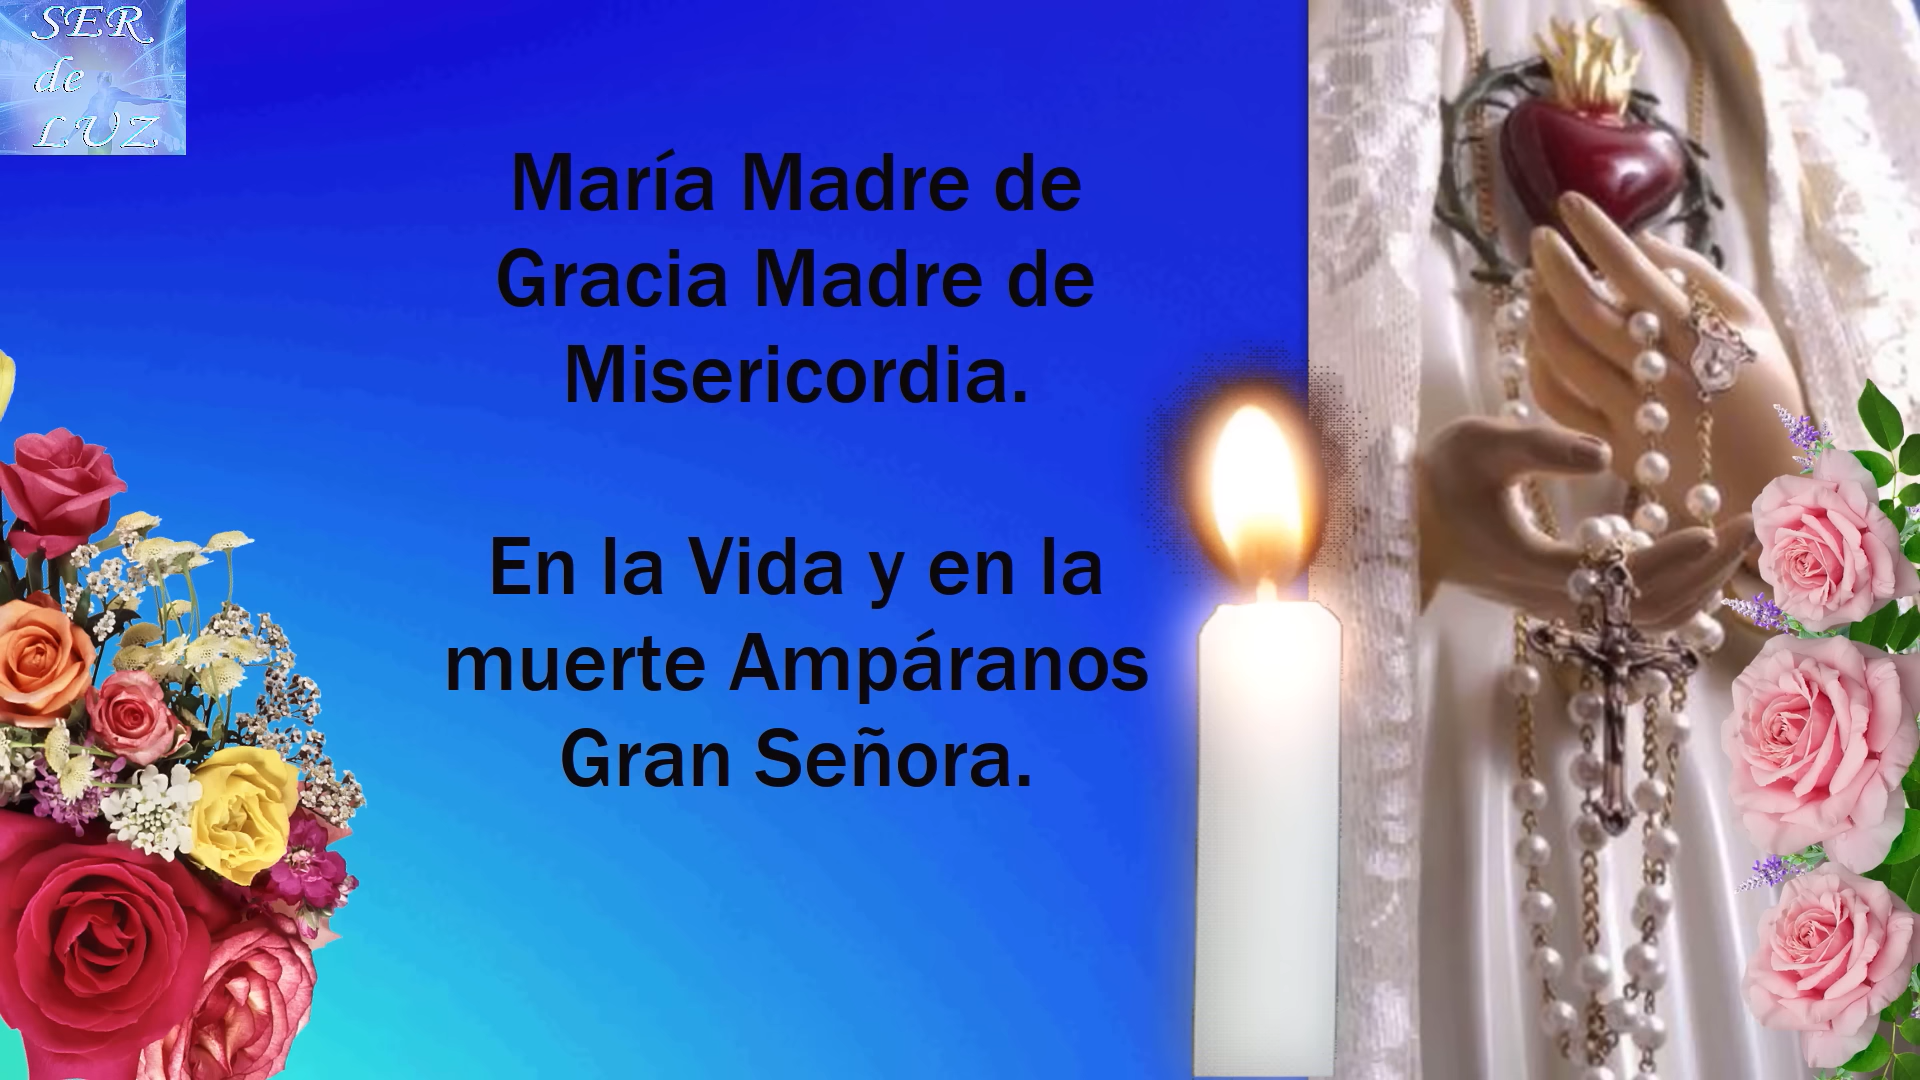 SER
de
LUZ
María Madre de
Gracia Madre de
Misericordia.
En la Vida y en la
muerte Ampáranos
Gran Señora.